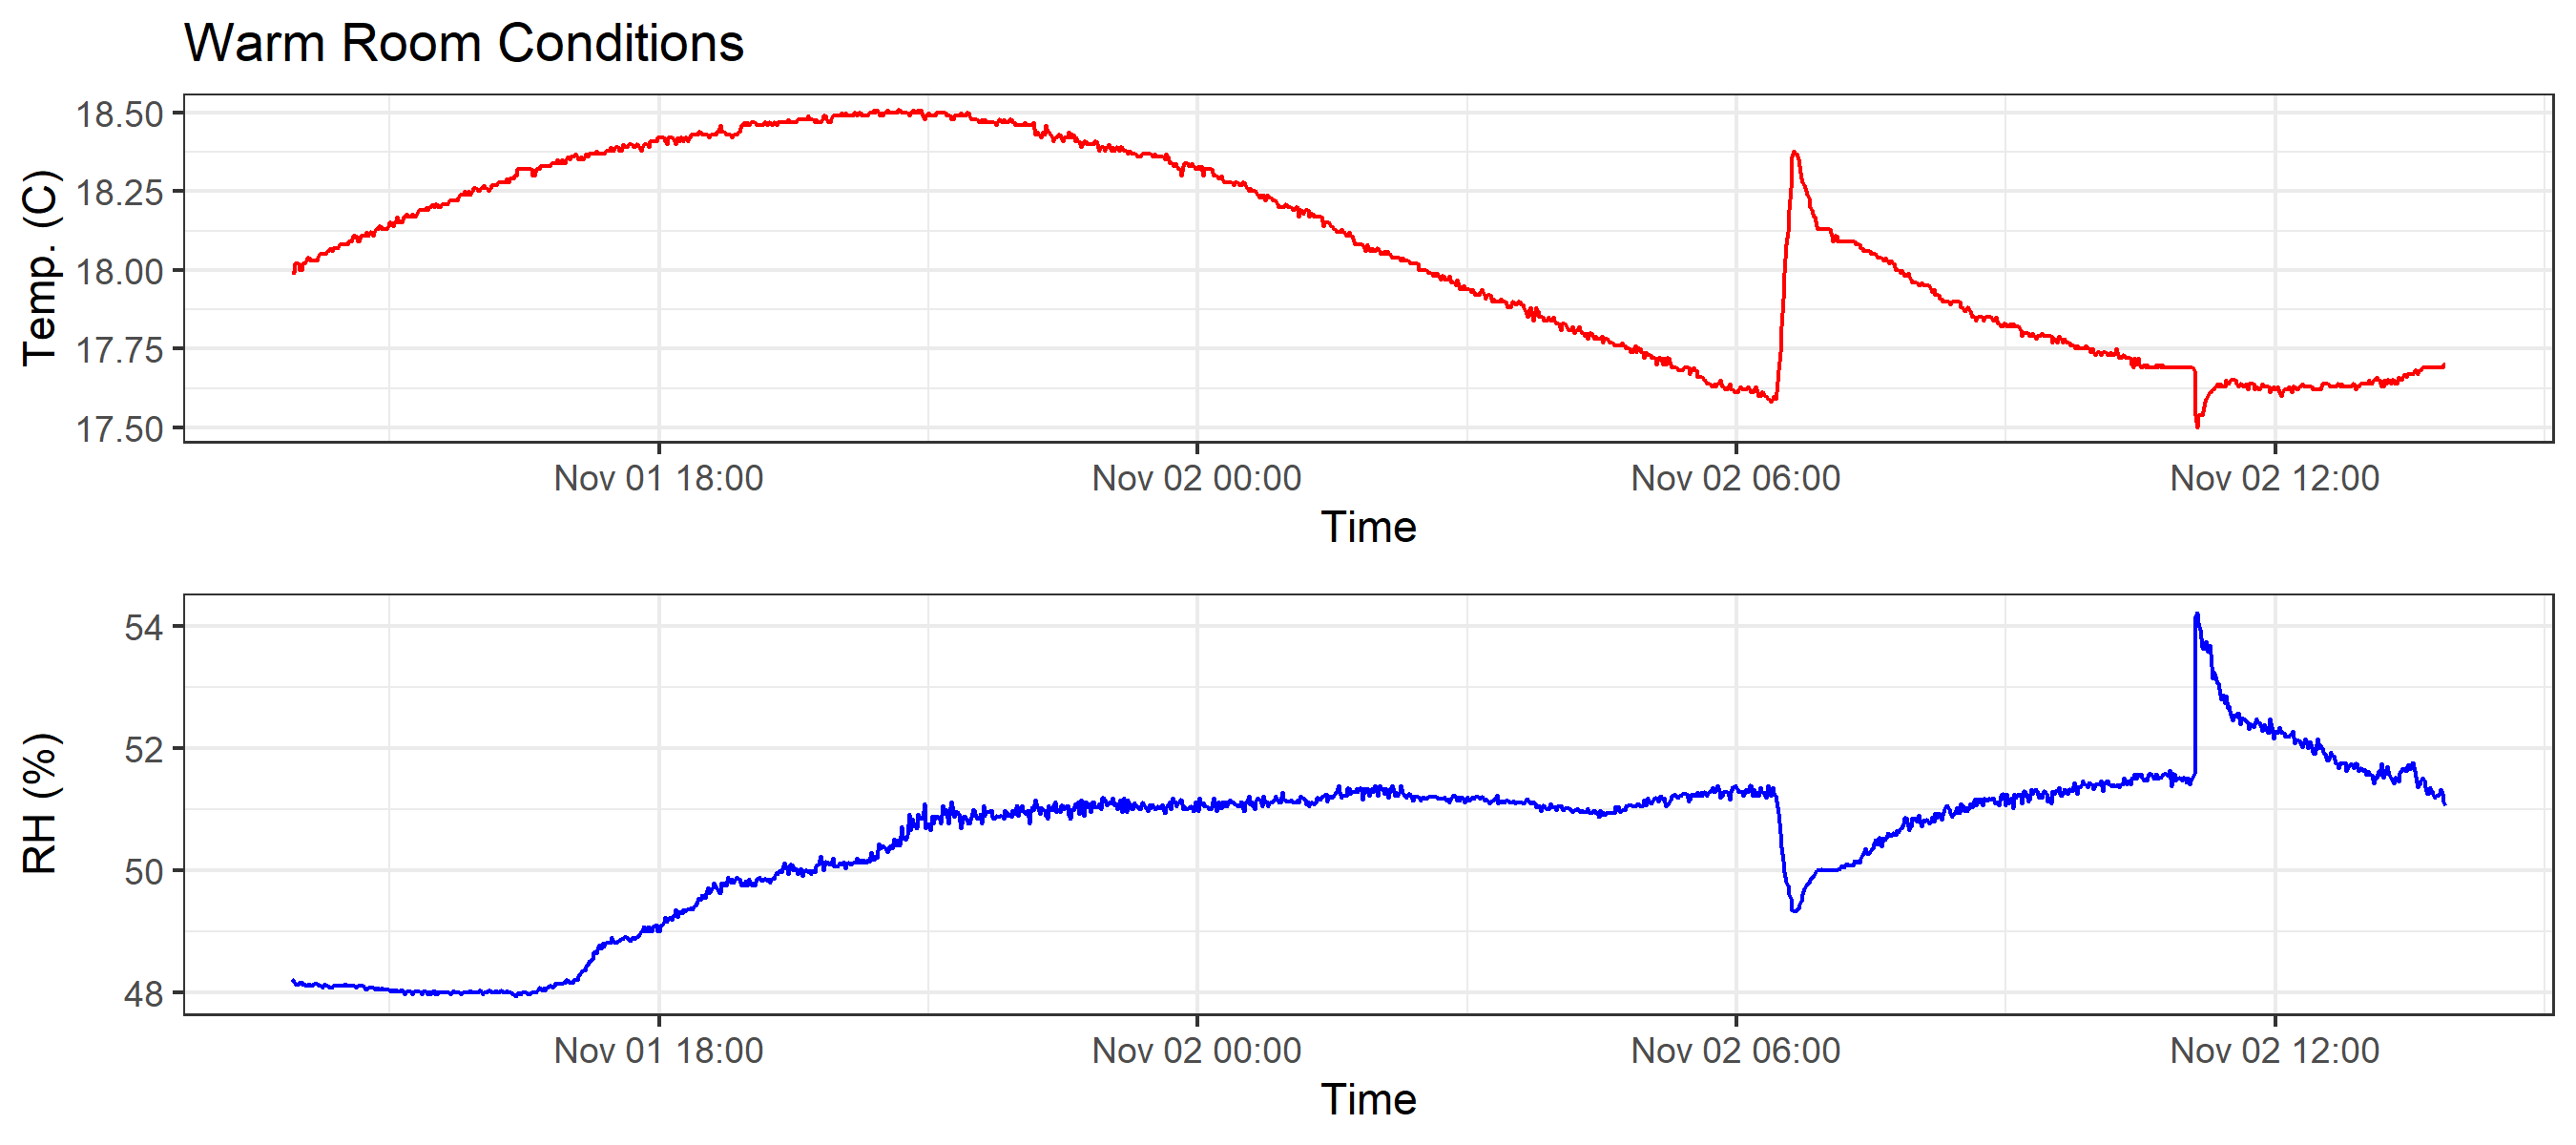 Warm Room Conditions
Temp. (C)
18.50
18.25
18.00
17.75
17.50
Nov 01 18:00 Nov 02 00:00 Nov 02 06:00 Nov 02 12:00
Time
RH (%)
54
52
50
48
Nov 01 18:00 Nov 02 00:00 Nov 02 06:00 Nov 02 12:00
Time